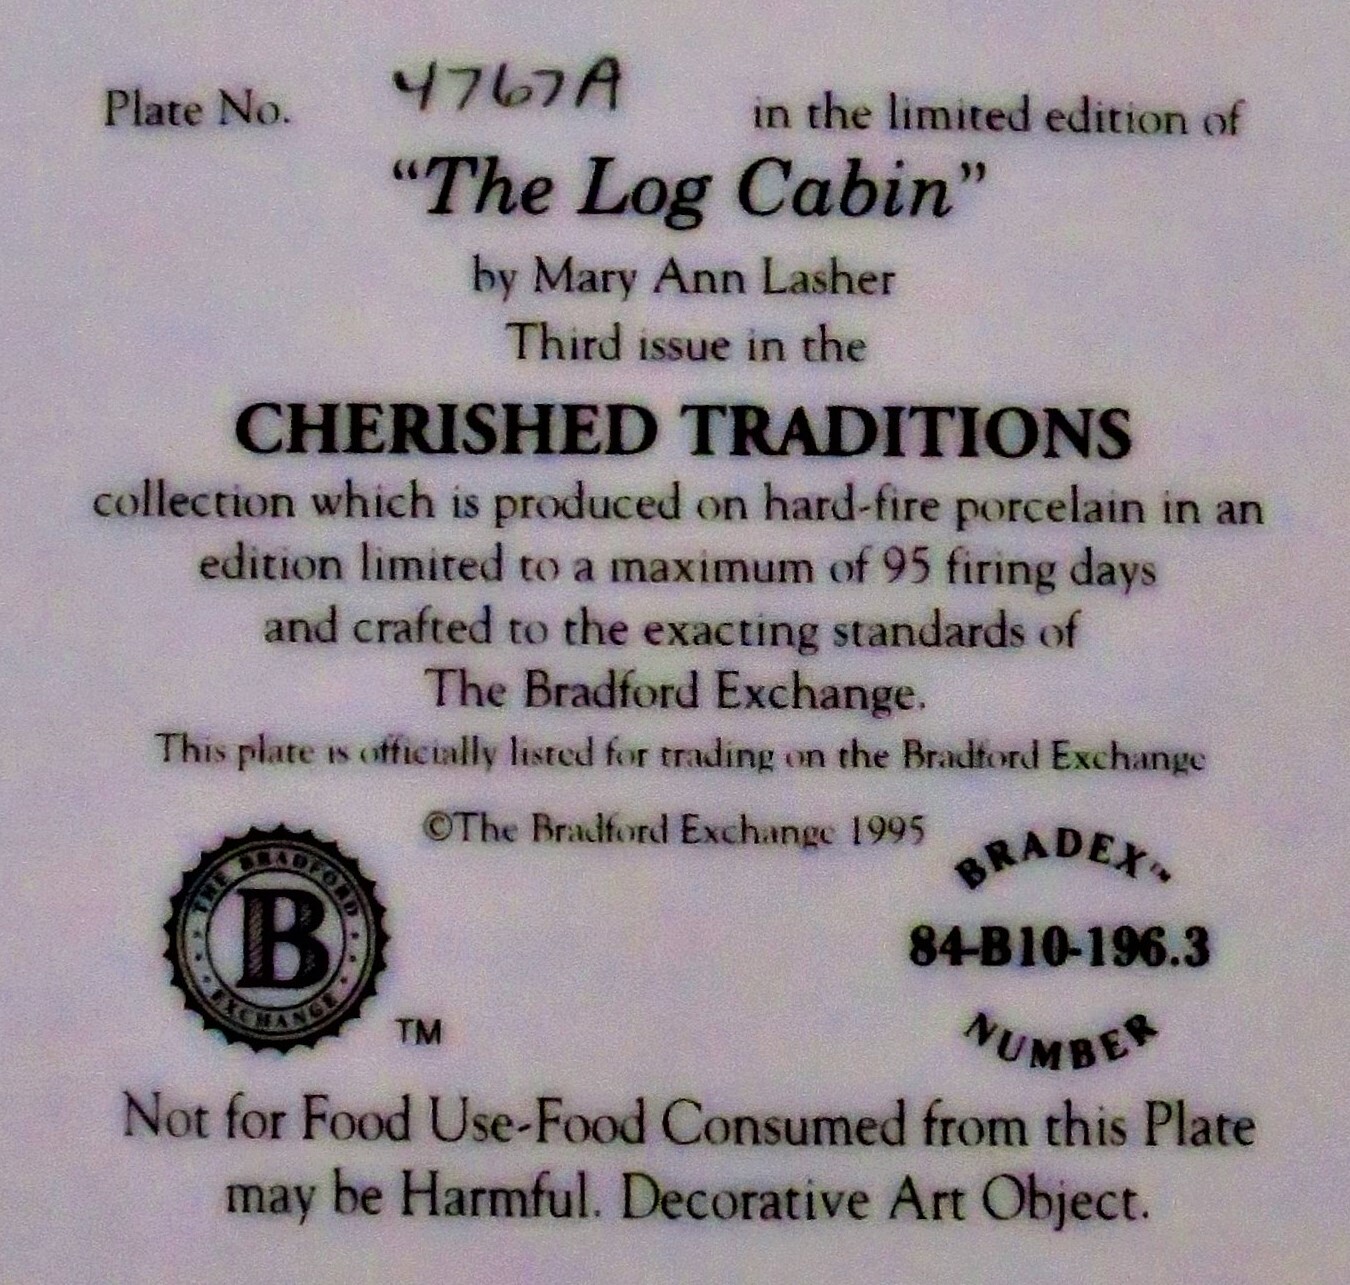 Plate No. 4767A in the limited edition of
“The Log Cabin”
by Mary Ann Lasher
Third issue in the
CHERISHED TRADITIONS
collection which is produced on hard-fire porcelain in an
edition limited to a maximum of 95 firing days
and crafted to the exacting standards of
The Bradford Exchange.
This plate is officially listed for trading on the Bradford Exchange
©The Bradford Exchange 1995
THE BRADFORD
B
EXCHANGE
TM
BRADEX™
84-B10-196.3
NUMBER
Not for Food Use-Food Consumed from this Plate
may be Harmful. Decorative Art Object.